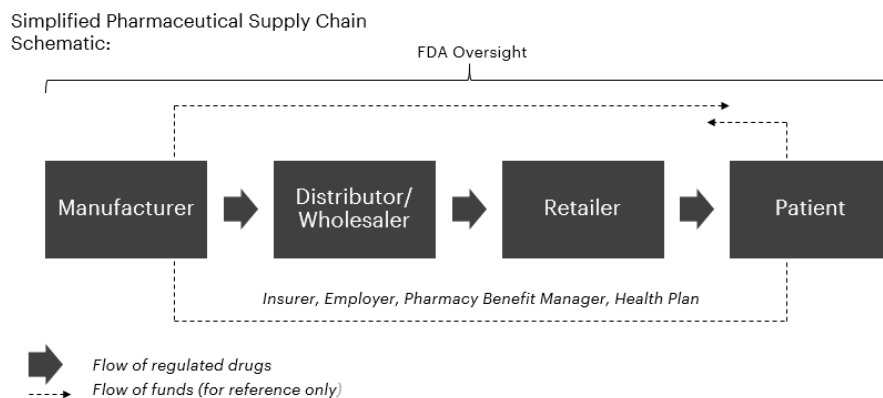 Simplified Pharmaceutical Supply Chain
Schematic:
FDA Oversight
Manufacturer
Distributor/
Wholesaler
Retailer
Patient
Insurer, Employer, Pharmacy Benefit Manager, Health Plan
Flow of regulated drugs
Flow of funds (for reference only)